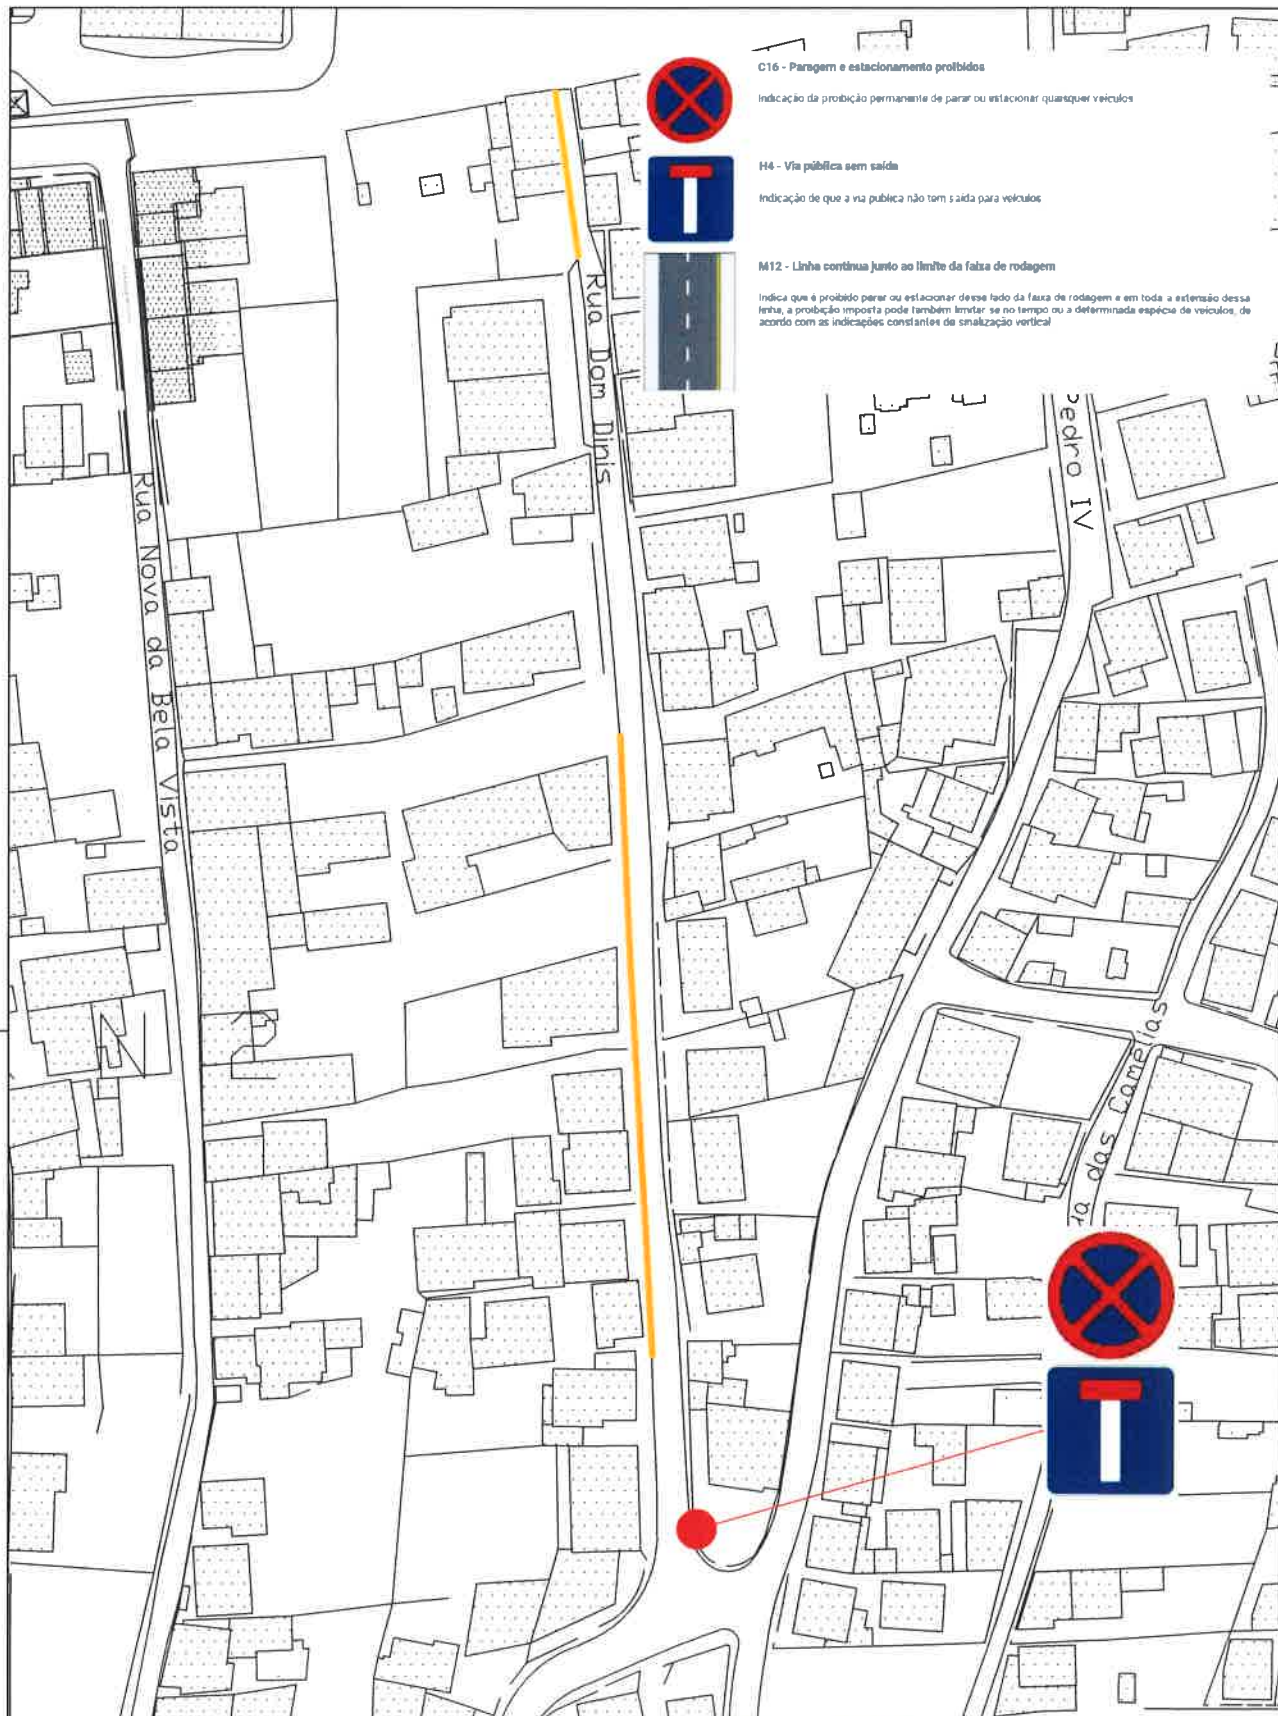 C16 - Paragem e estacionamento proibidos
Indicação da proibição permanente de parar ou estacionar quaisquer veículos
H4 - Via pública sem saída
Indicação de que a via publica não tem saída para veículos
M12 - Linha contínua junto ao limite da faixa de rodagem
Indica que é proibido parar ou estacionar desse lado da faixa de rodagem e em toda a extensão dessa
linha, a proibição imposta pode também limitar se no tempo ou a determinada espécie de veículos, de
acordo com as indicações constantes de sinalização vertical
Rua Dom Dinis
Pedro IV
Rua Nova da Bela Vista
N
ua das Camelias